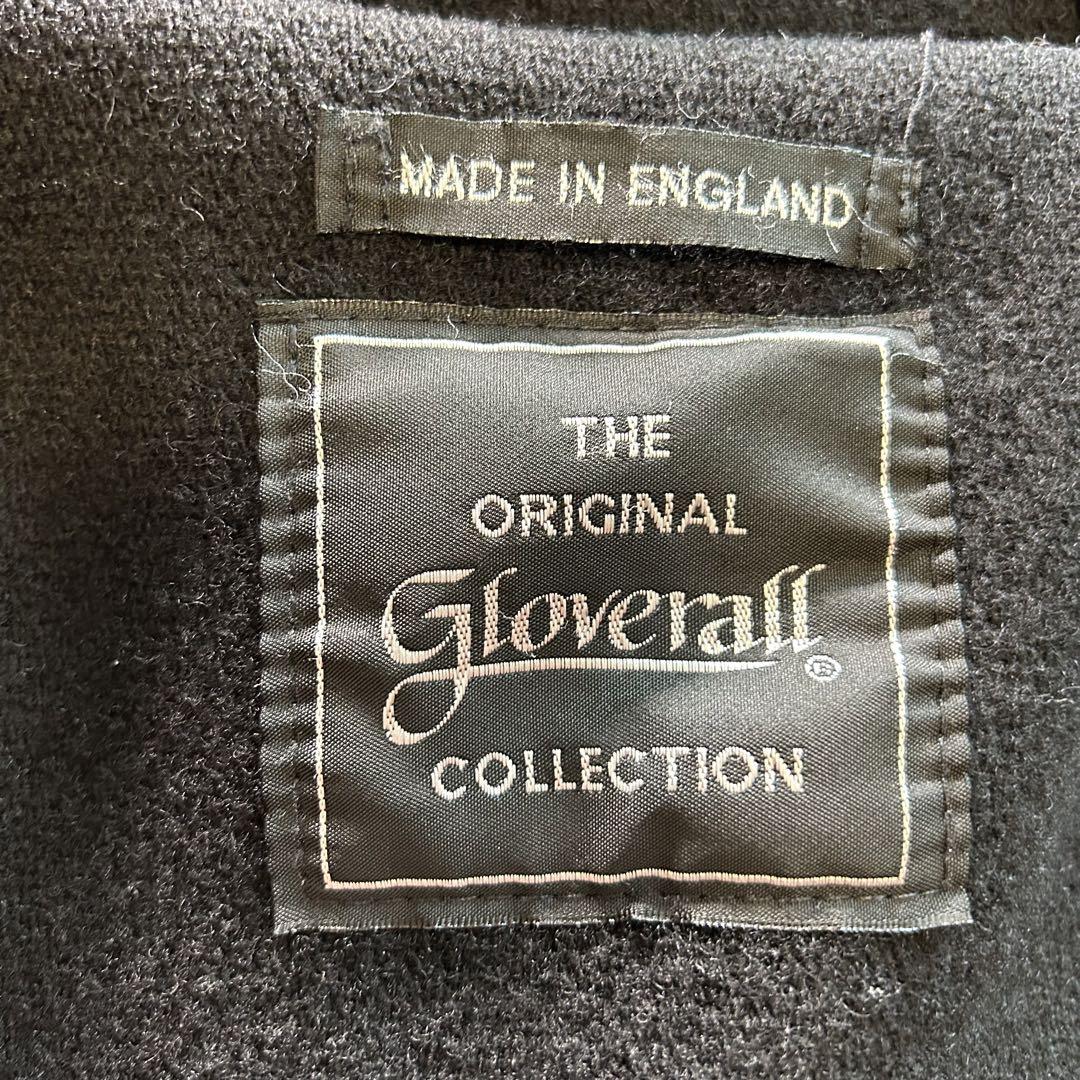 MADE IN ENGLAND
THE
ORIGINAL
Gloverall®
COLLECTION